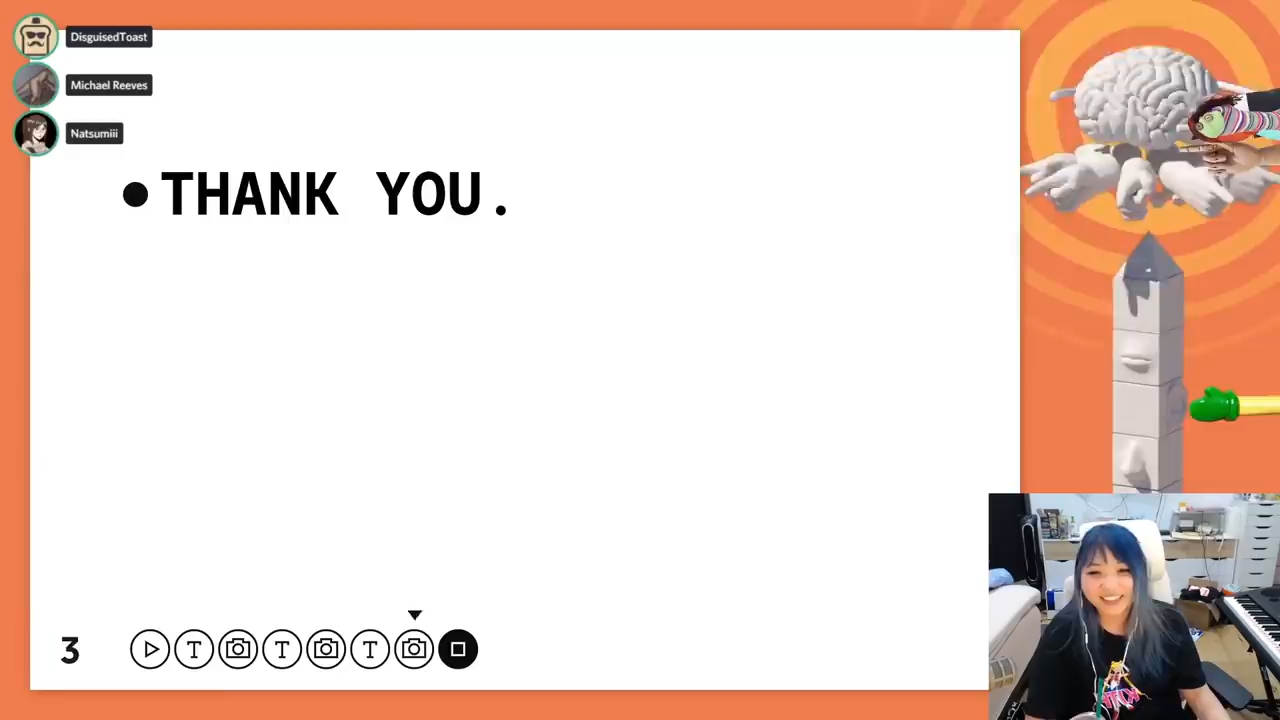 DisguisedToast
Michael Reeves
Natsumiii
•THANK YOU.
3